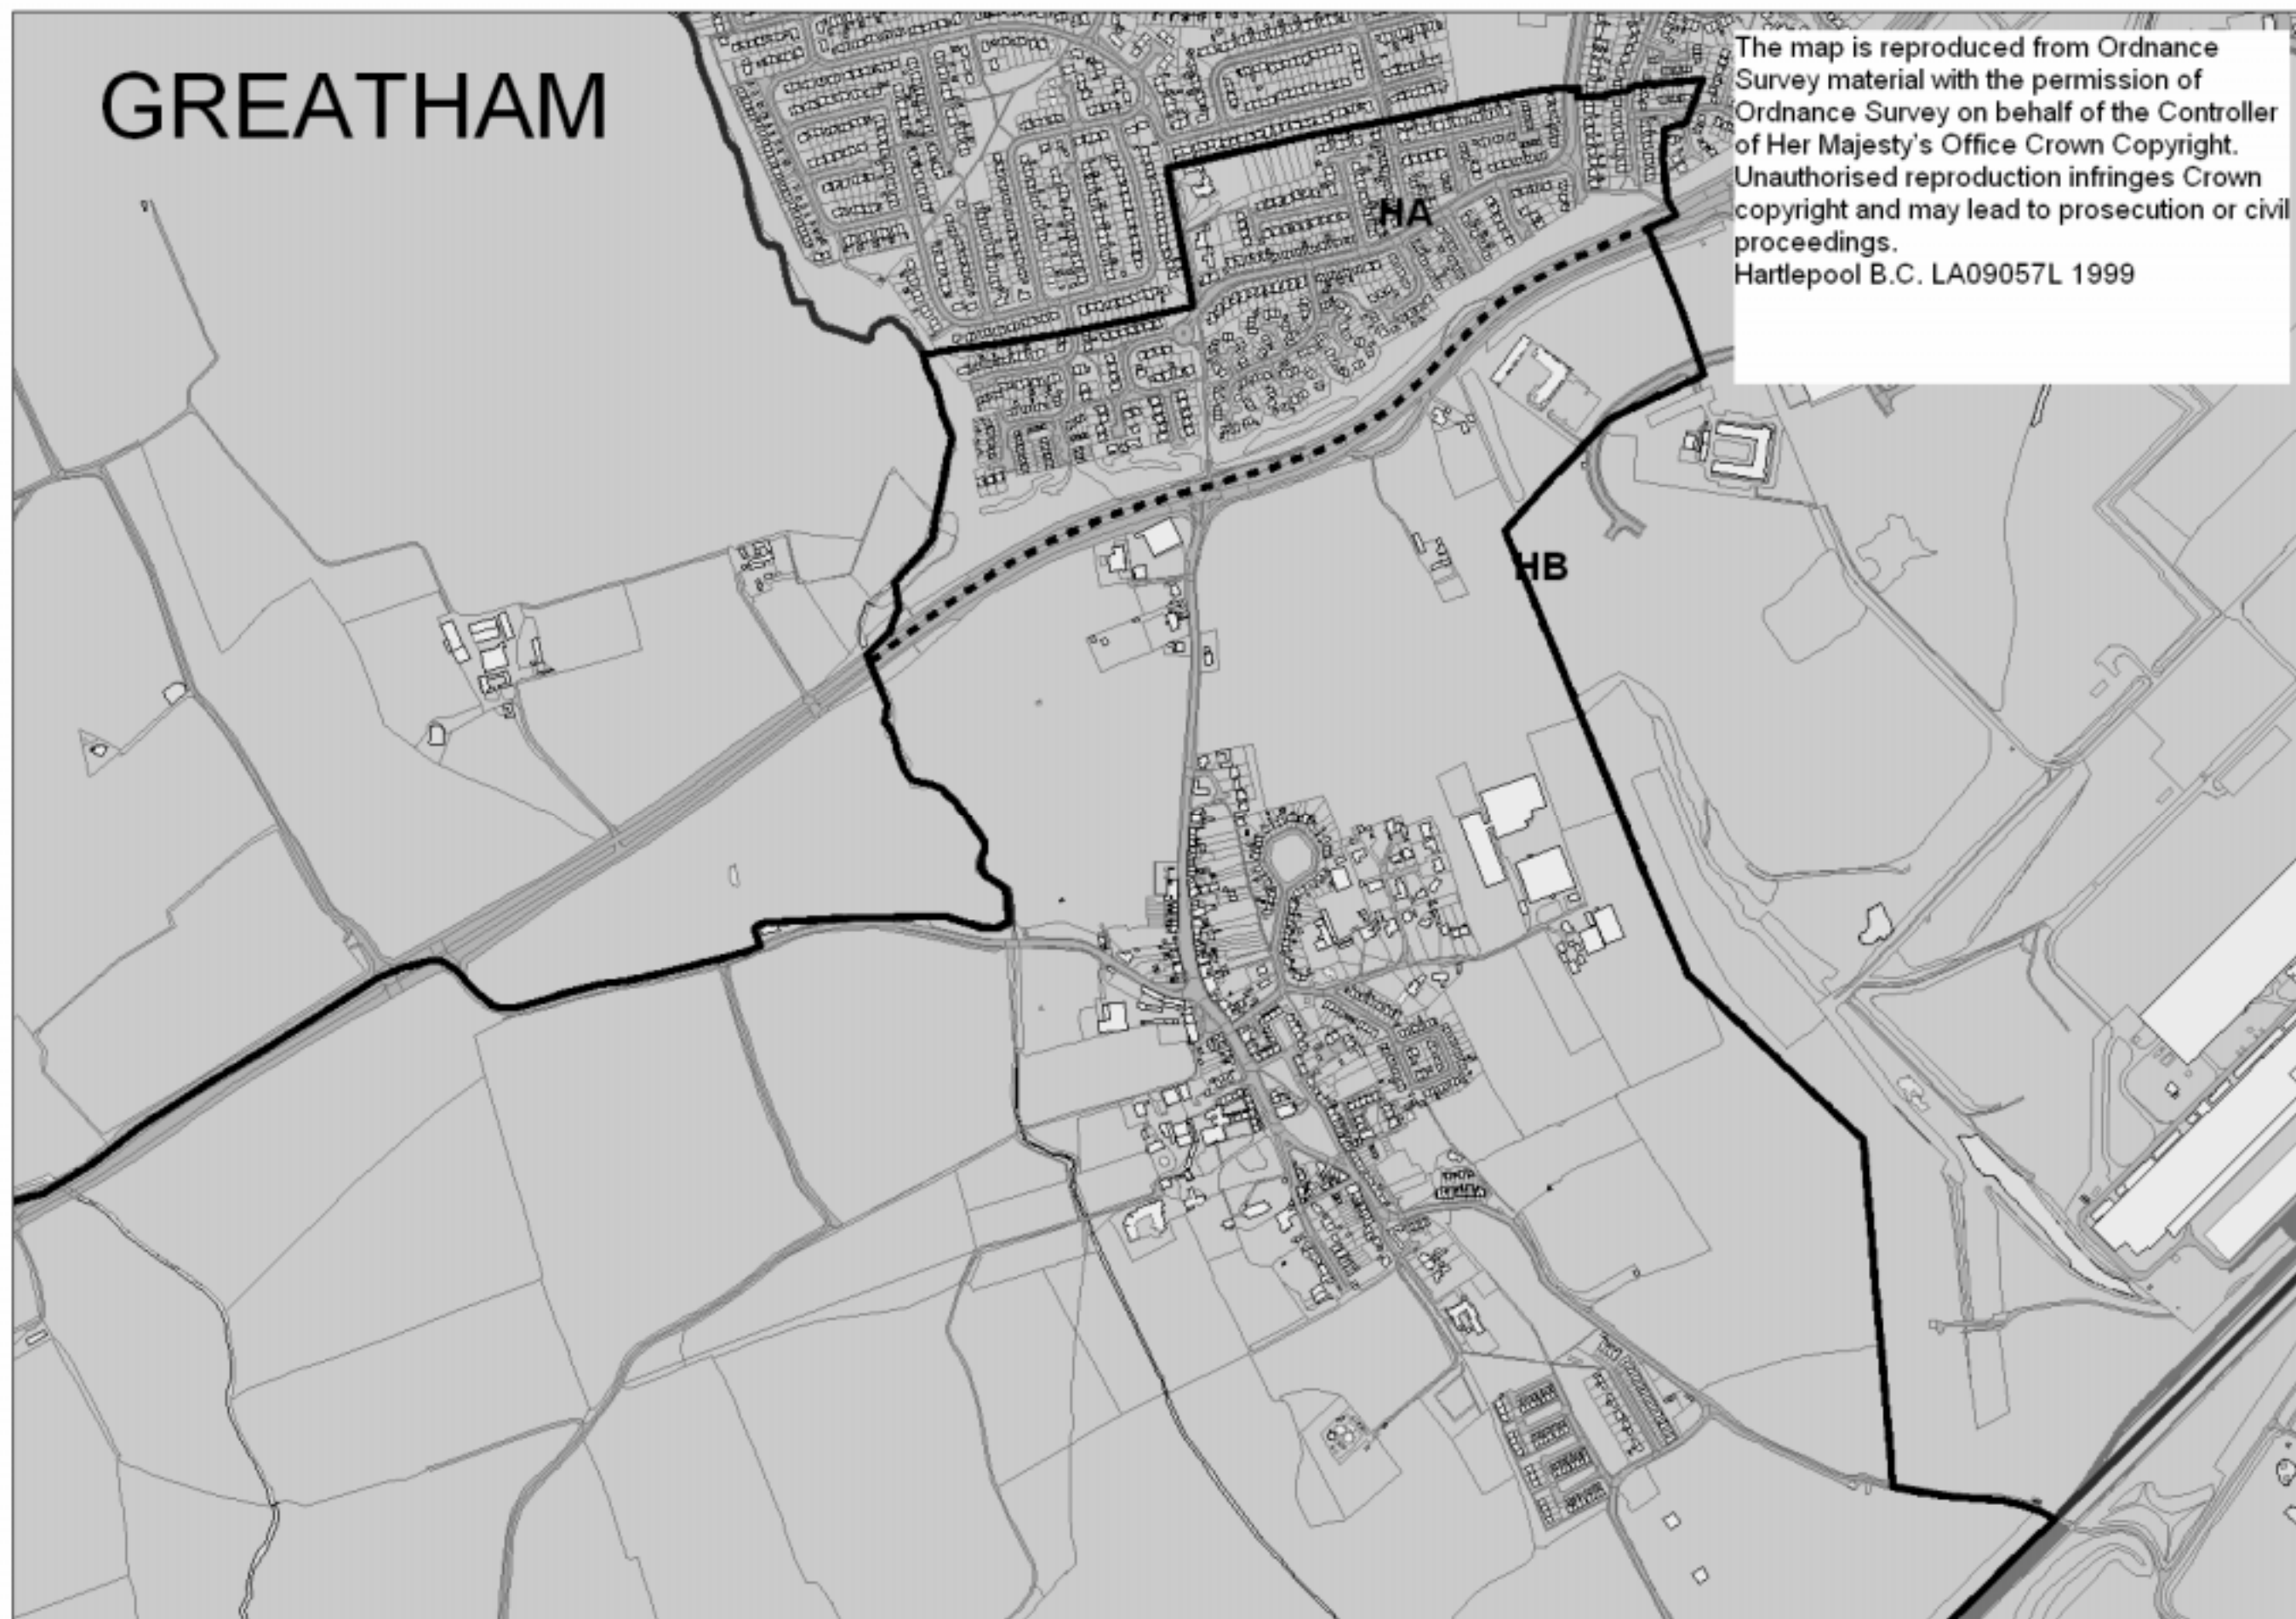 GREATHAM
The map is reproduced from Ordnance
Survey material with the permission of
Ordnance Survey on behalf of the Controller
of Her Majesty's Office Crown Copyright.
Unauthorised reproduction infringes Crown
copyright and may lead to prosecution or civil
proceedings.
Hartlepool B.C. LA09057L 1999
HA
HB